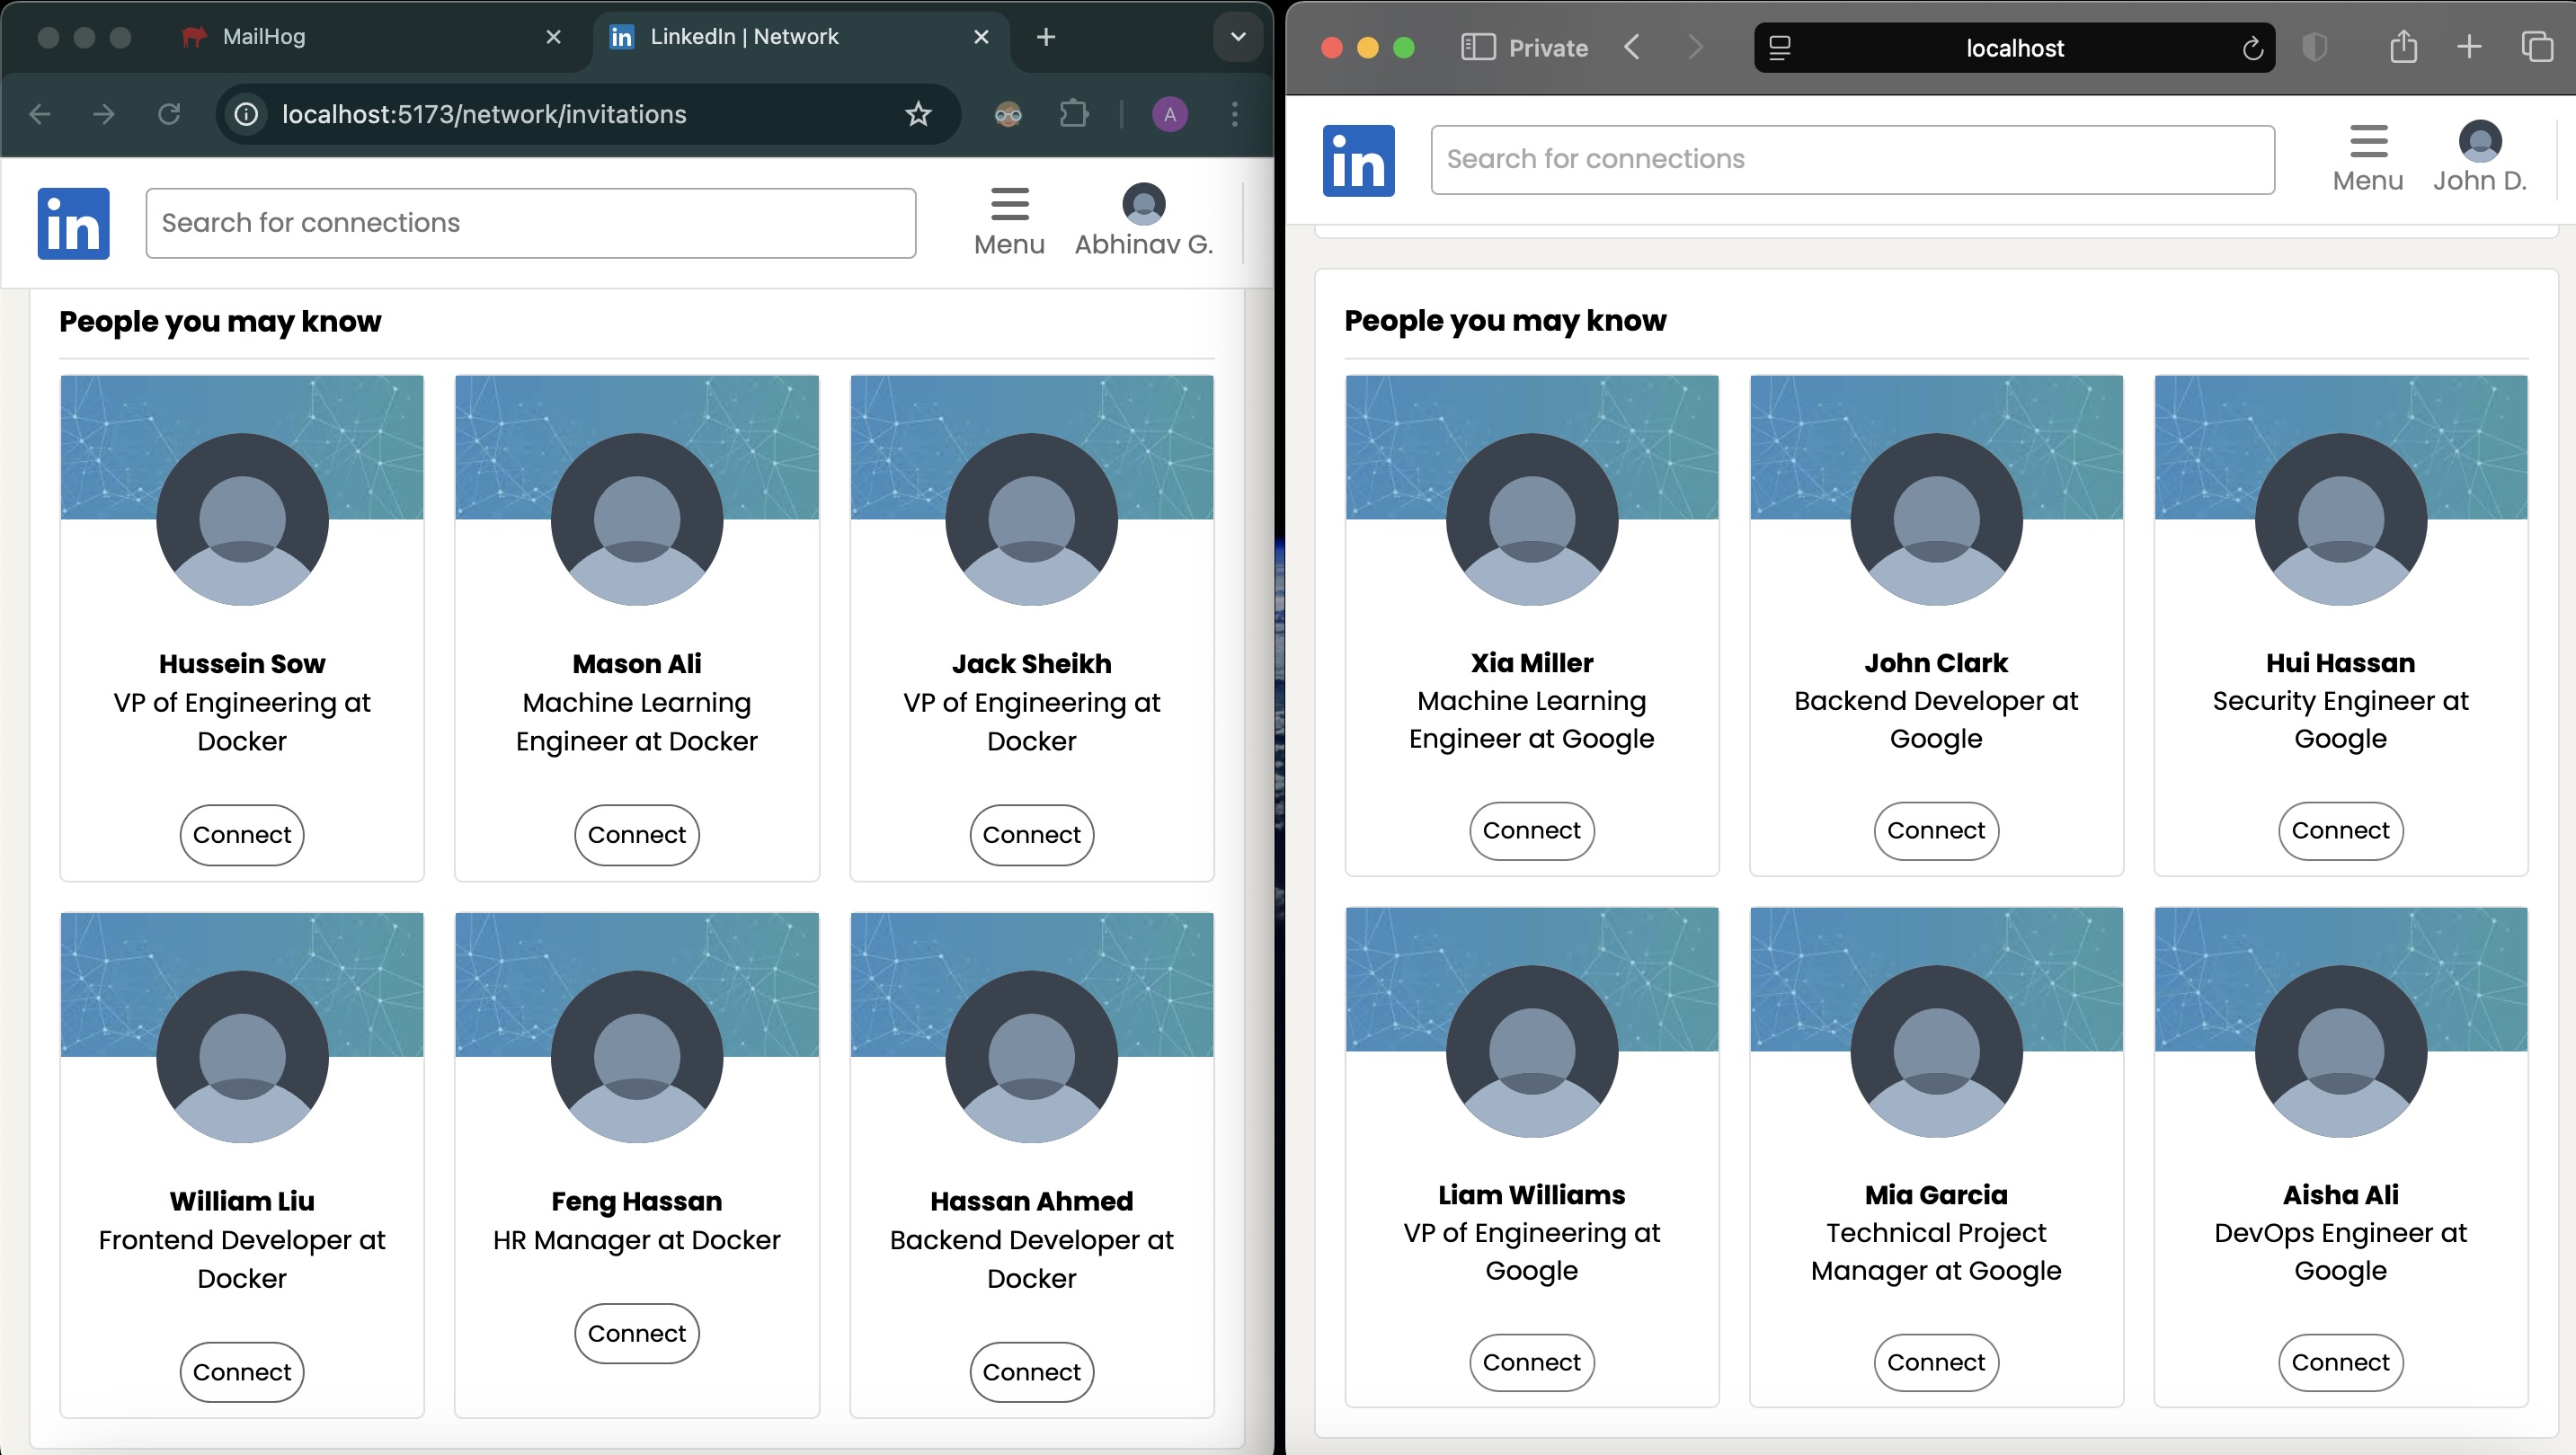 MailHog
in LinkedIn | Network
localhost:5173/network/invitations
A
in
Search for connections
Menu
Abhinav G.
People you may know
Hussein Sow
VP of Engineering at
Docker
Connect
Mason Ali
Machine Learning
Engineer at Docker
Connect
Jack Sheikh
VP of Engineering at
Docker
Connect
William Liu
Frontend Developer at
Docker
Connect
Feng Hassan
HR Manager at Docker
Connect
Hassan Ahmed
Backend Developer at
Docker
Connect
Private
localhost
in
Search for connections
Menu
John D.
People you may know
Xia Miller
Machine Learning
Engineer at Google
Connect
John Clark
Backend Developer at
Google
Connect
Hui Hassan
Security Engineer at
Google
Connect
Liam Williams
VP of Engineering at
Google
Connect
Mia Garcia
Technical Project
Manager at Google
Connect
Aisha Ali
DevOps Engineer at
Google
Connect